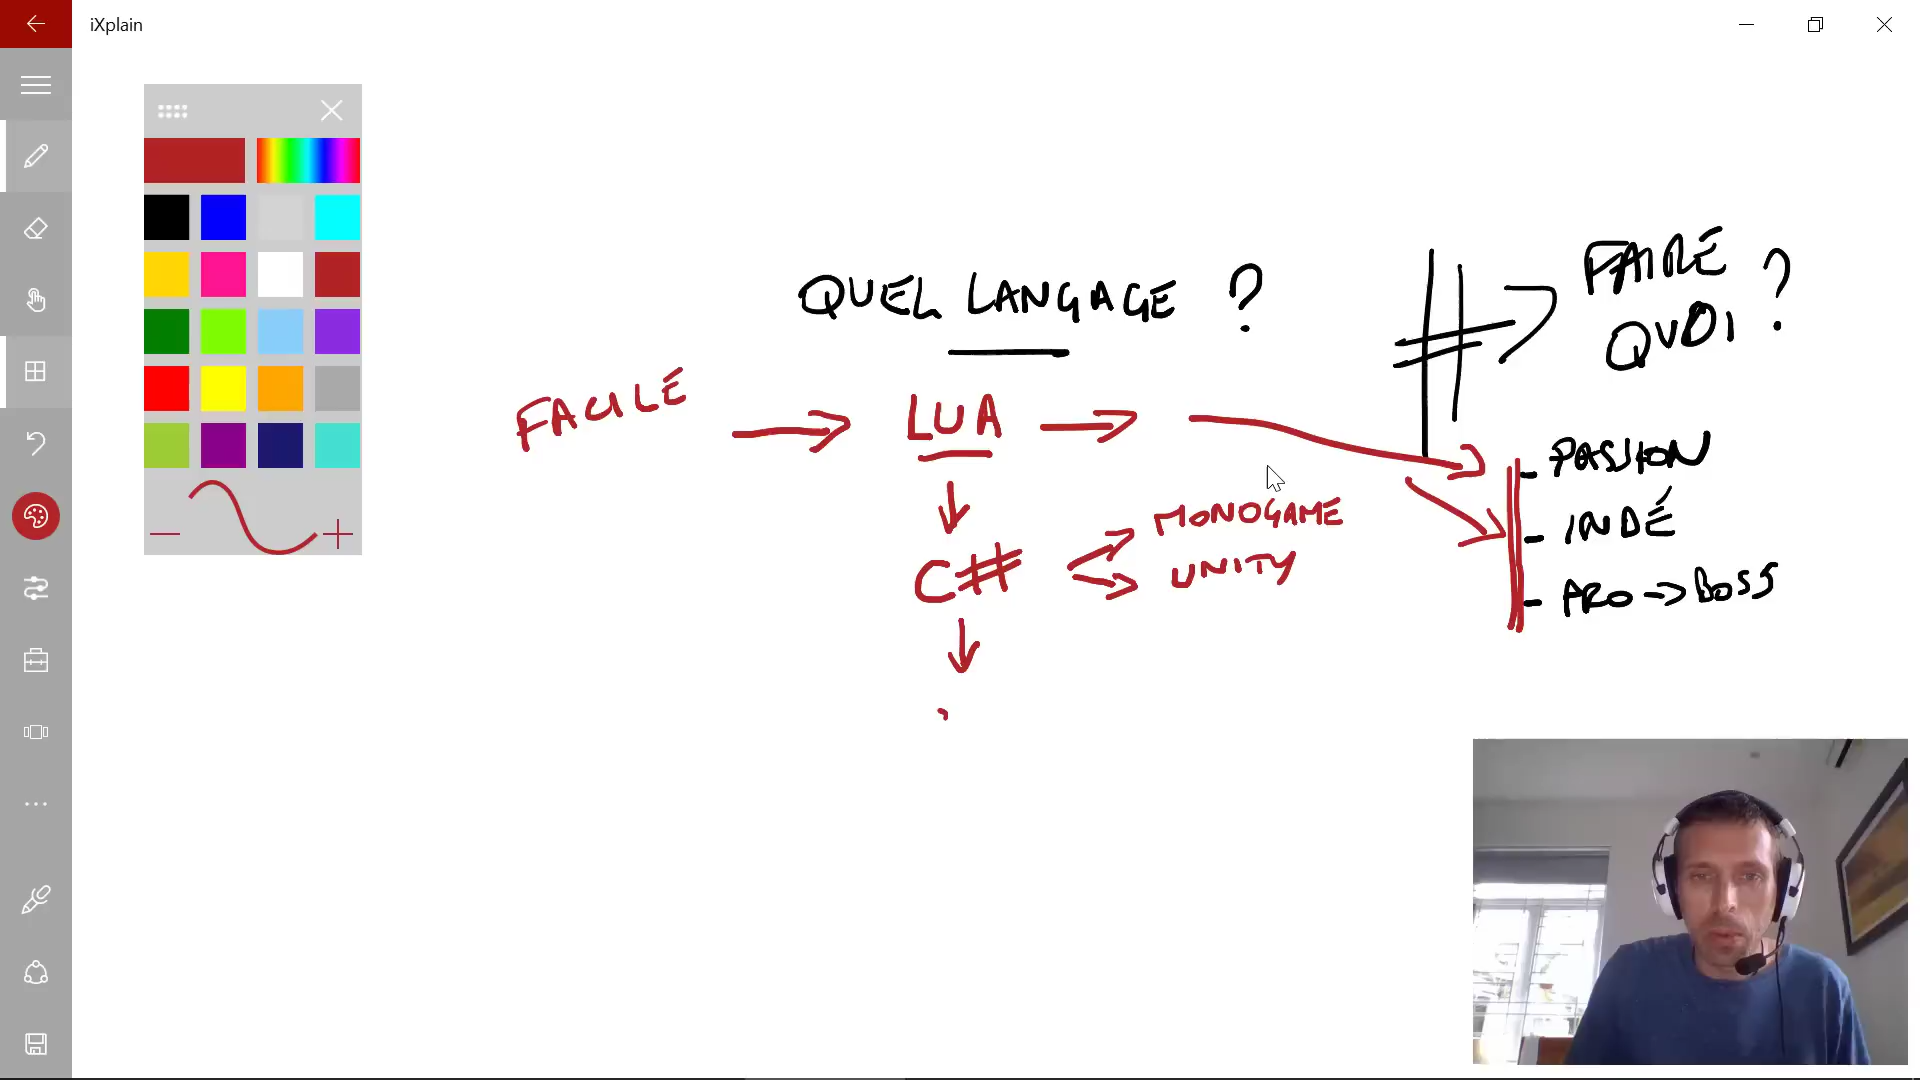 iXplain
QUEL LANGAGE ?
FAIRE
QUOI ?
FACILE
LUA
C#
MONOGAME
UNITY
- PASSION
- INDÉ
- PRO -> BOSS